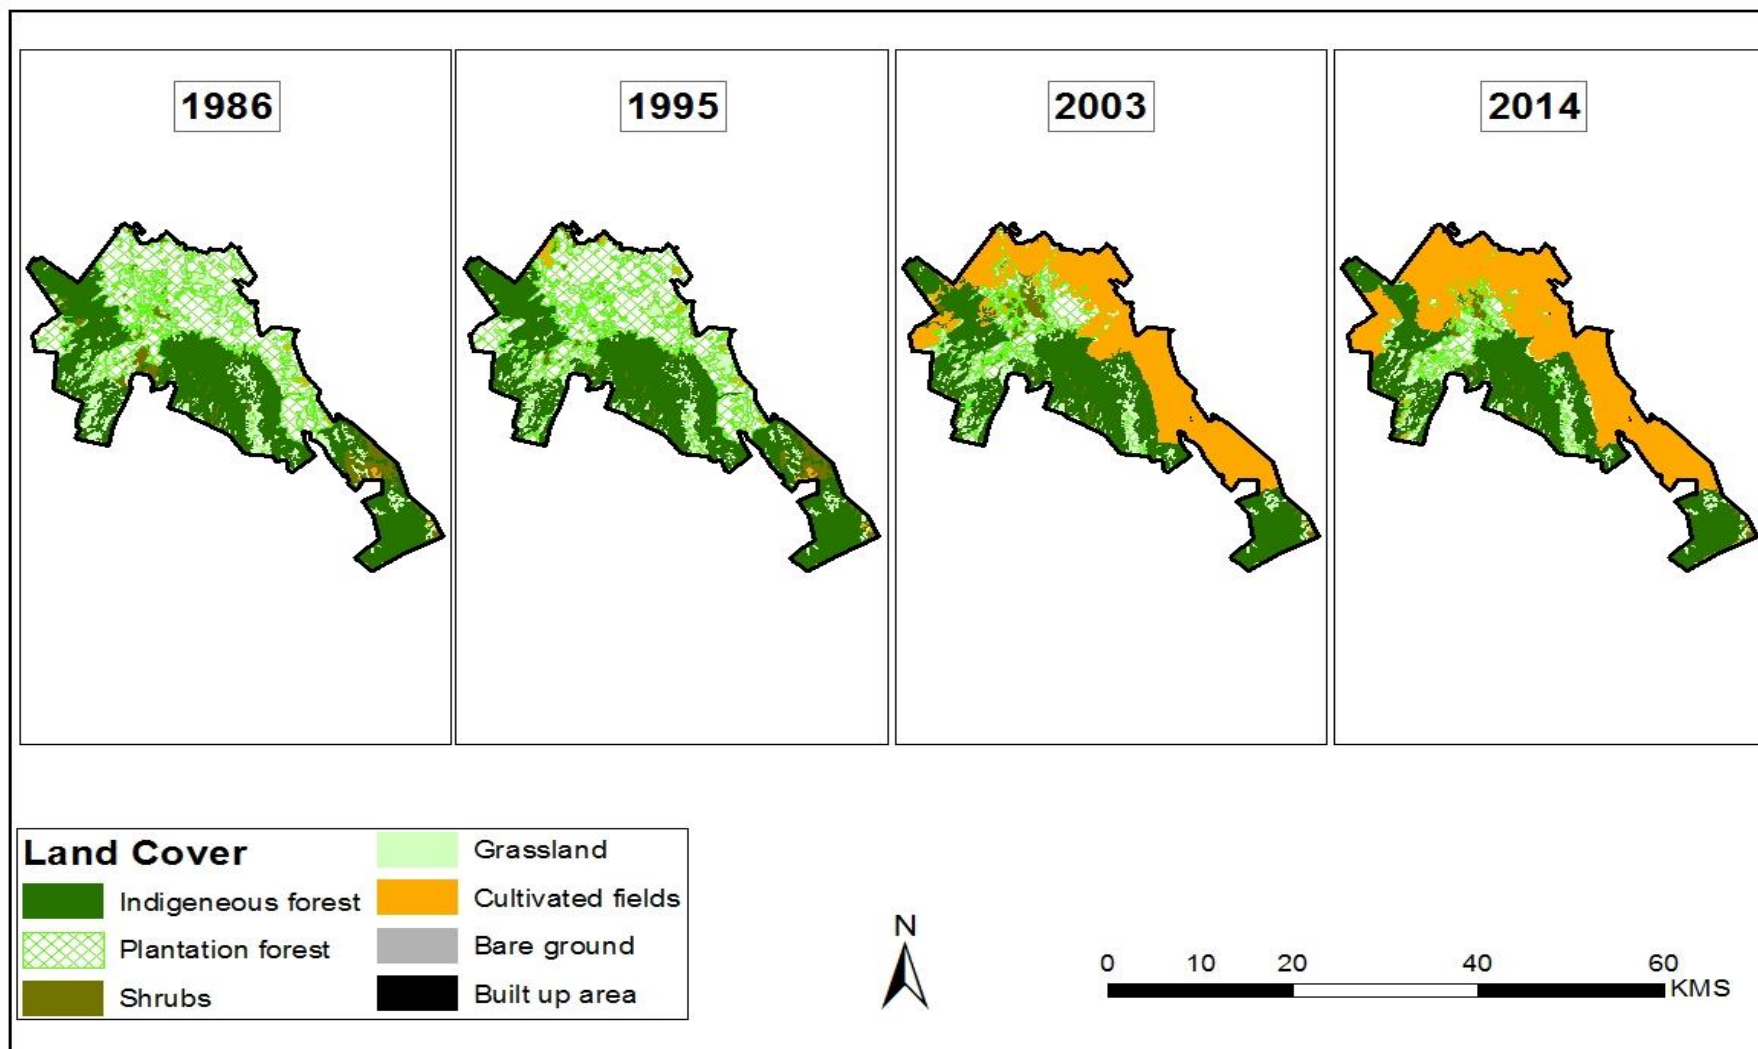 1986
1995
2003
2014
Land Cover
Indigeneous forest
Plantation forest
Shrubs
Grassland
Cultivated fields
Bare ground
Built up area
N
0 10 20 40 60
KMS